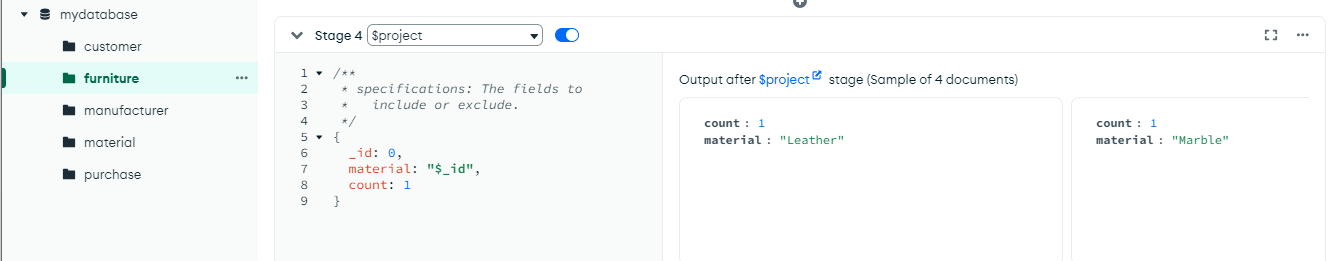 mydatabase
customer
furniture
manufacturer
material
purchase
Stage 4 $project
1 /**
2 * specifications: The fields to
3 *   include or exclude.
4 */
5 {
6   _id: 0,
7   material: "$_id",
8   count: 1
9 }
Output after $project stage (Sample of 4 documents)
count : 1
material : "Leather"
count : 1
material : "Marble"